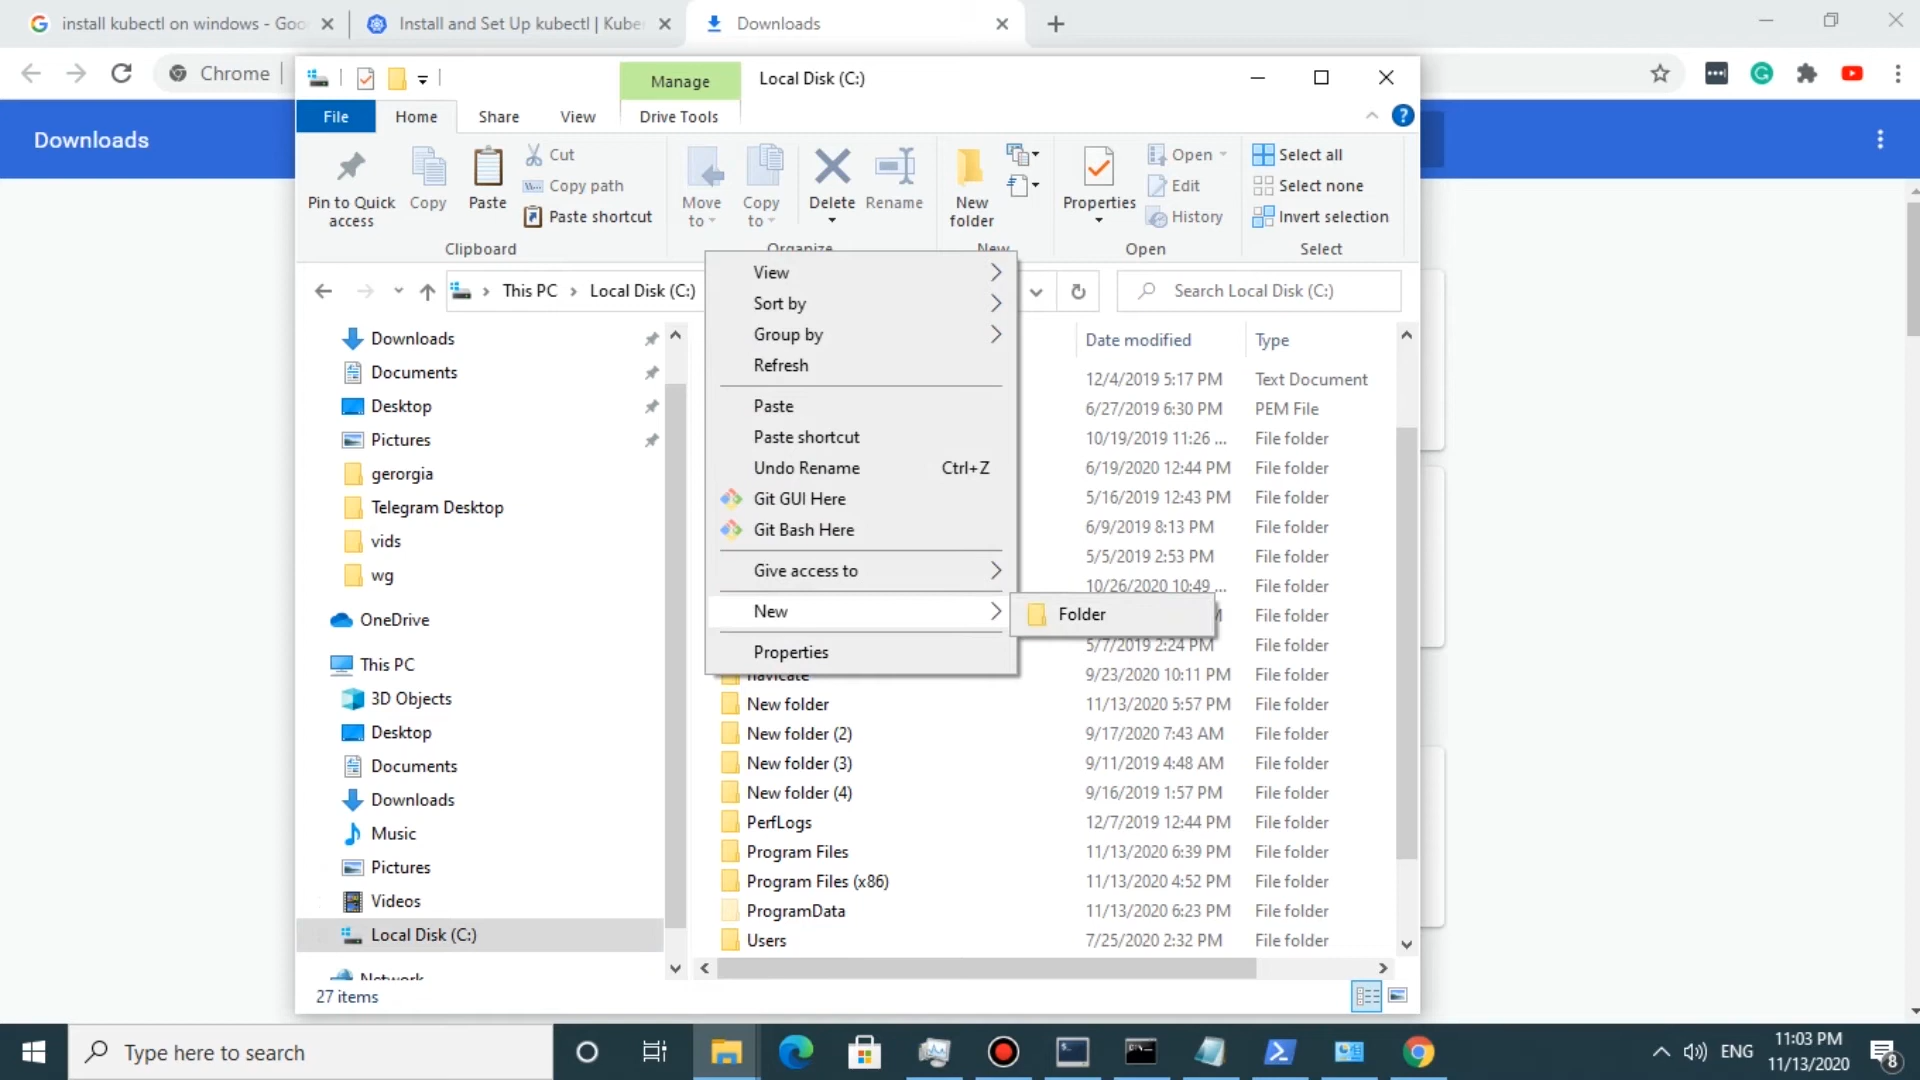 install kubectl on windows - Goo
Install and Set Up kubectl | Kube
Downloads
Chrome
Manage
Local Disk (C:)
File
Home
Share
View
Drive Tools
Downloads
Pin to Quick access
Copy
Paste
Cut
Copy path
Paste shortcut
Move to
Copy to
Delete
Rename
New folder
Properties
Open
Edit
History
Select all
Select none
Invert selection
Clipboard
Organize
New
Open
Select
This PC
Local Disk (C:)
Search Local Disk (C:)
Downloads
Documents
Desktop
Pictures
gerorgia
Telegram Desktop
vids
wg
OneDrive
This PC
3D Objects
Desktop
Documents
Downloads
Music
Pictures
Videos
Local Disk (C:)
Network
27 items
View
Sort by
Group by
Refresh
Paste
Paste shortcut
Undo Rename Ctrl+Z
Git GUI Here
Git Bash Here
Give access to
New
Folder
Properties
Date modified Type
12/4/2019 5:17 PM Text Document
6/27/2019 6:30 PM PEM File
10/19/2019 11:26 ... File folder
6/19/2020 12:44 PM File folder
5/16/2019 12:43 PM File folder
6/9/2019 8:13 PM File folder
5/5/2019 2:53 PM File folder
10/26/2020 10:49 ... File folder
File folder
5/7/2019 2:24 PM File folder
navicate 9/23/2020 10:11 PM File folder
New folder 11/13/2020 5:57 PM File folder
New folder (2) 9/17/2020 7:43 AM File folder
New folder (3) 9/11/2019 4:48 AM File folder
New folder (4) 9/16/2019 1:57 PM File folder
PerfLogs 12/7/2019 12:44 PM File folder
Program Files 11/13/2020 6:39 PM File folder
Program Files (x86) 11/13/2020 4:52 PM File folder
ProgramData 11/13/2020 6:23 PM File folder
Users 7/25/2020 2:32 PM File folder
Type here to search
ENG
11:03 PM
11/13/2020
8